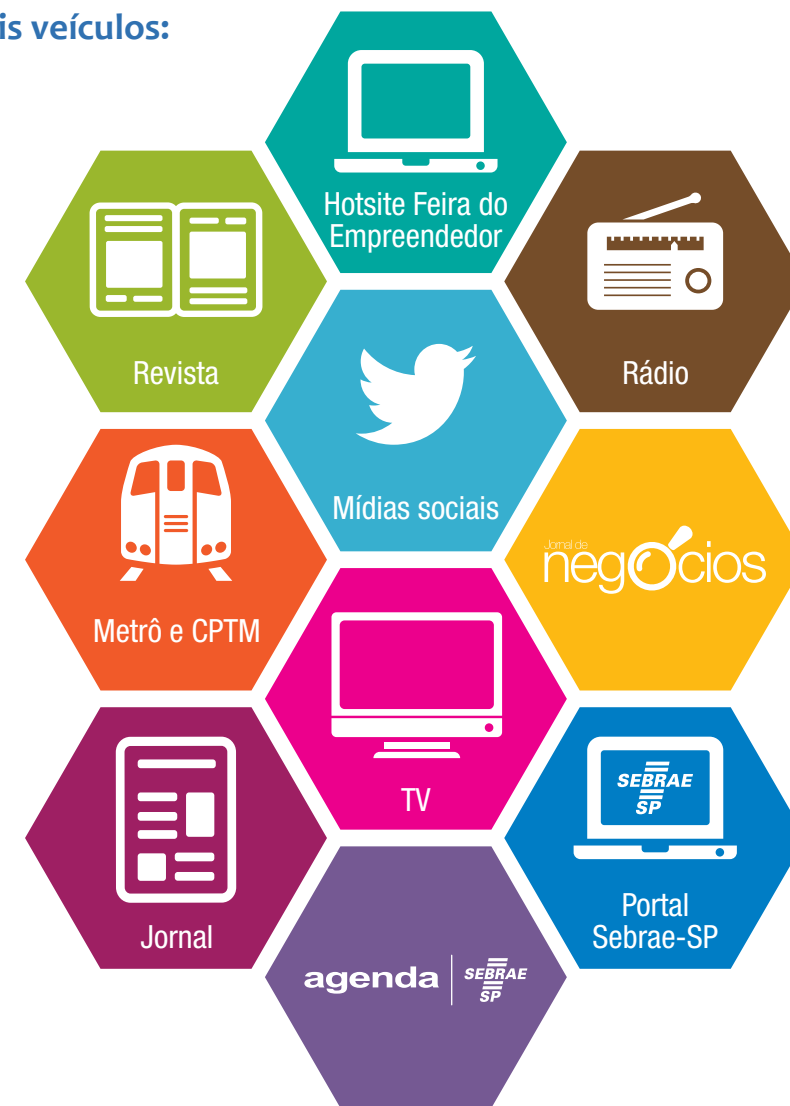 is veículos:
Hotsite Feira do
Empreendedor
Revista
Rádio
Mídias sociais
Metrô e CPTM
Jornal de
negócios
TV
SEBRAE
SP
Jornal
Portal
Sebrae-SP
agenda
SEBRAE
SP